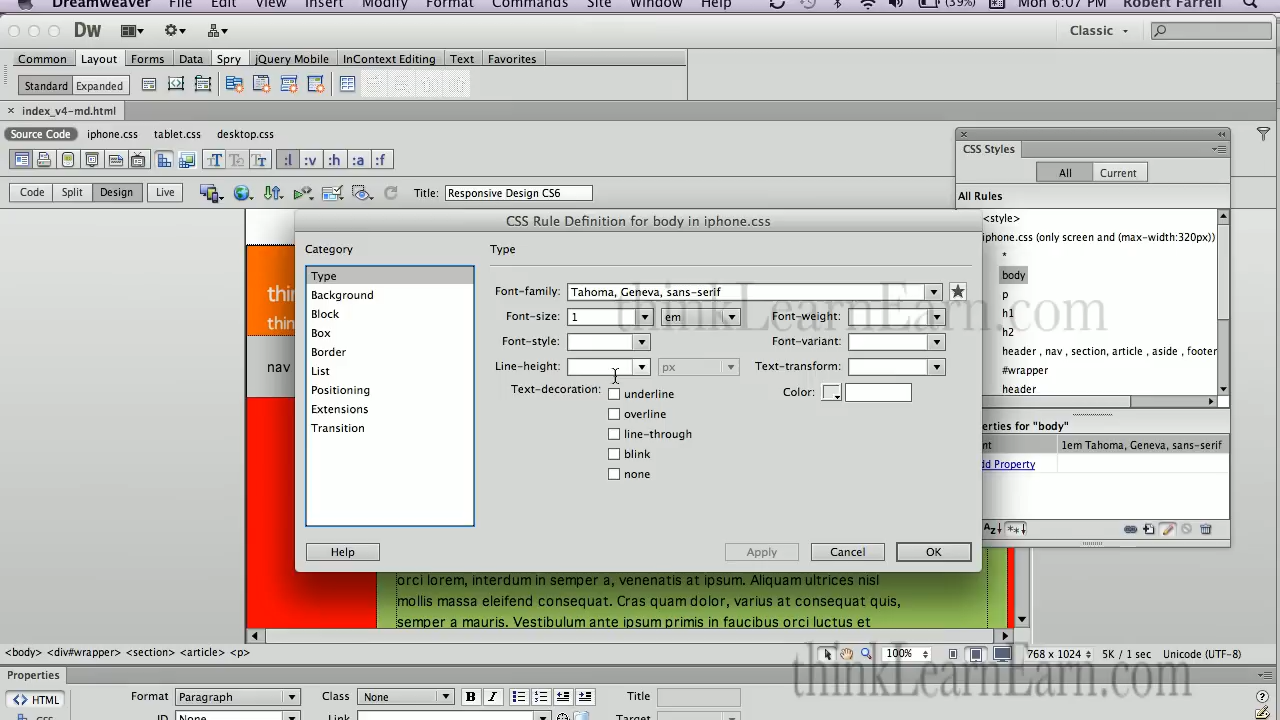 Dreamweaver File Edit View Insert Modify Format Commands Site Window Help (39%) Mon 6:07 PM Robert Farrell
Dw Classic
Common Layout Forms Data Spry jQuery Mobile InContext Editing Text Favorites
Standard Expanded
× index_v4-md.html
Source Code iphone.css tablet.css desktop.css
:l :v :h :a :f
Code Split Design Live Title: Responsive Design CS6
CSS Styles
All Current
All Rules
<style>
iphone.css (only screen and (max-width:320px))
*
body
p
h1
h2
header , nav , section, article , aside , footer
#wrapper
header
erties for "body"
nt 1em Tahoma, Geneva, sans-serif
dd Property
CSS Rule Definition for body in iphone.css
Category
Type
Background
Block
Box
Border
List
Positioning
Extensions
Transition
Type
Font-family: Tahoma, Geneva, sans-serif
Font-size: 1 em Font-weight:
Font-style: Font-variant:
Line-height: px Text-transform:
Text-decoration: underline Color:
overline
line-through
blink
none
Help Apply Cancel OK
thinkLearnEarn.com
thin
think
nav
orci lorem, interdum in semper a, venenatis at ipsum. Aliquam ultrices nisl
mollis massa eleifend consequat. Cras quam dolor, varius at consequat quis,
semper a mauris. Vestibulum ante ipsum primis in faucibus orci luctus et
<body> <div#wrapper> <section> <article> <p> 100% 768 x 1024 5K / 1 sec Unicode (UTF-8)
thinkLearnEarn.com
Properties
HTML Format Paragraph Class None B I Title
CSS ID None Link Target